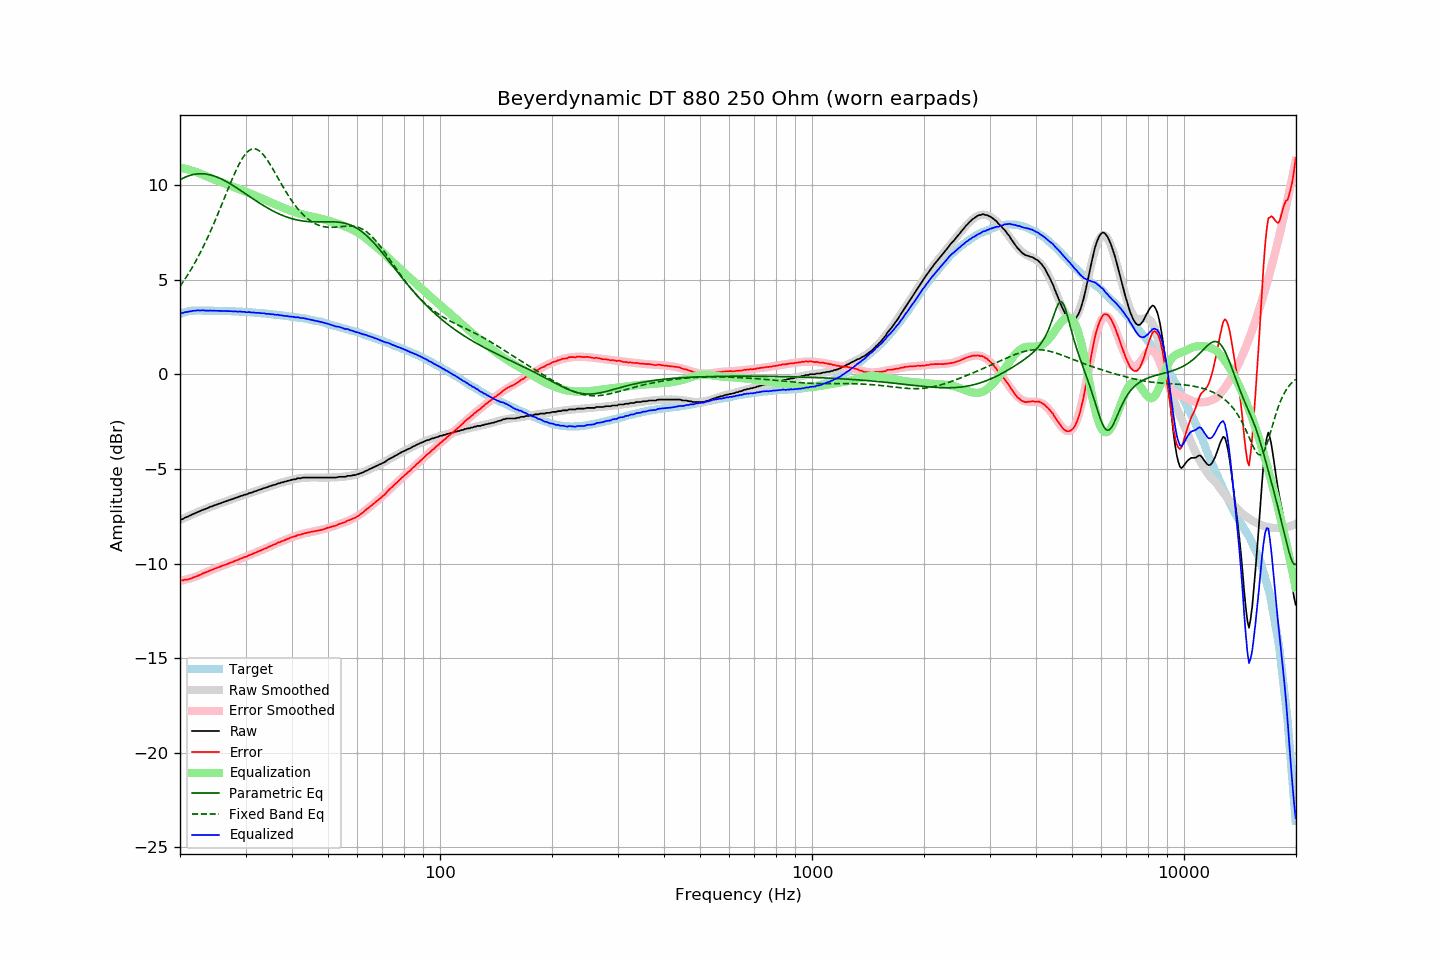 Beyerdynamic DT 880 250 Ohm (worn earpads)
Amplitude (dBr)
10
5
0
−5
−10
−15
−20
−25
Target
Raw Smoothed
Error Smoothed
Raw
Error
Equalization
Parametric Eq
Fixed Band Eq
Equalized
100
1000
10000
Frequency (Hz)